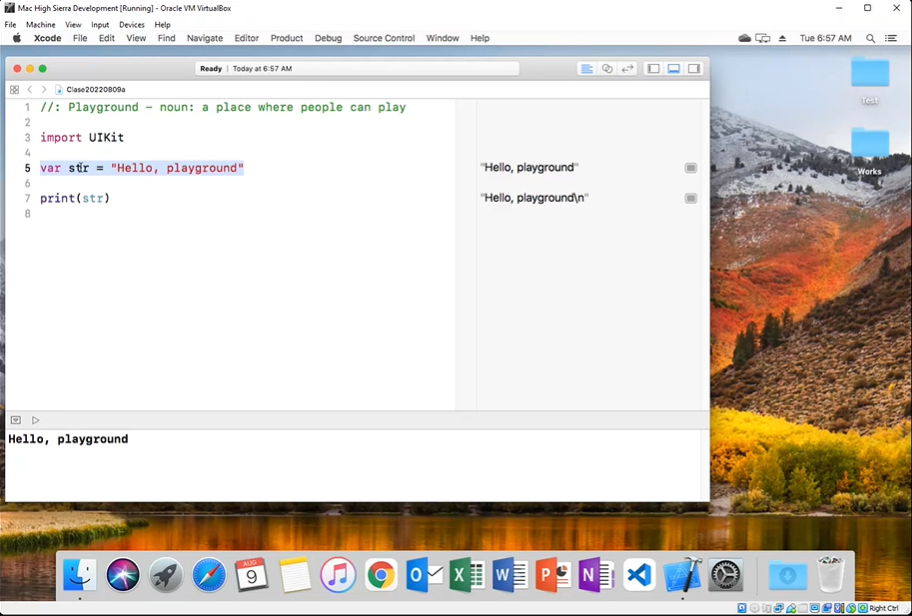 Mac High Sierra Development [Running] - Oracle VM VirtualBox
File Machine View Input Devices Help
Xcode File Edit View Find Navigate Editor Product Debug Source Control Window Help Tue 6:57 AM
Ready | Today at 6:57 AM
Clase20220809a
1 //: Playground - noun: a place where people can play
2
3 import UIKit
4
5 var str = "Hello, playground" "Hello, playground"
6
7 print(str) "Hello, playground\n"
8
Hello, playground
Test
Works
AUG
9
O
X
W
P
N
Right Ctrl